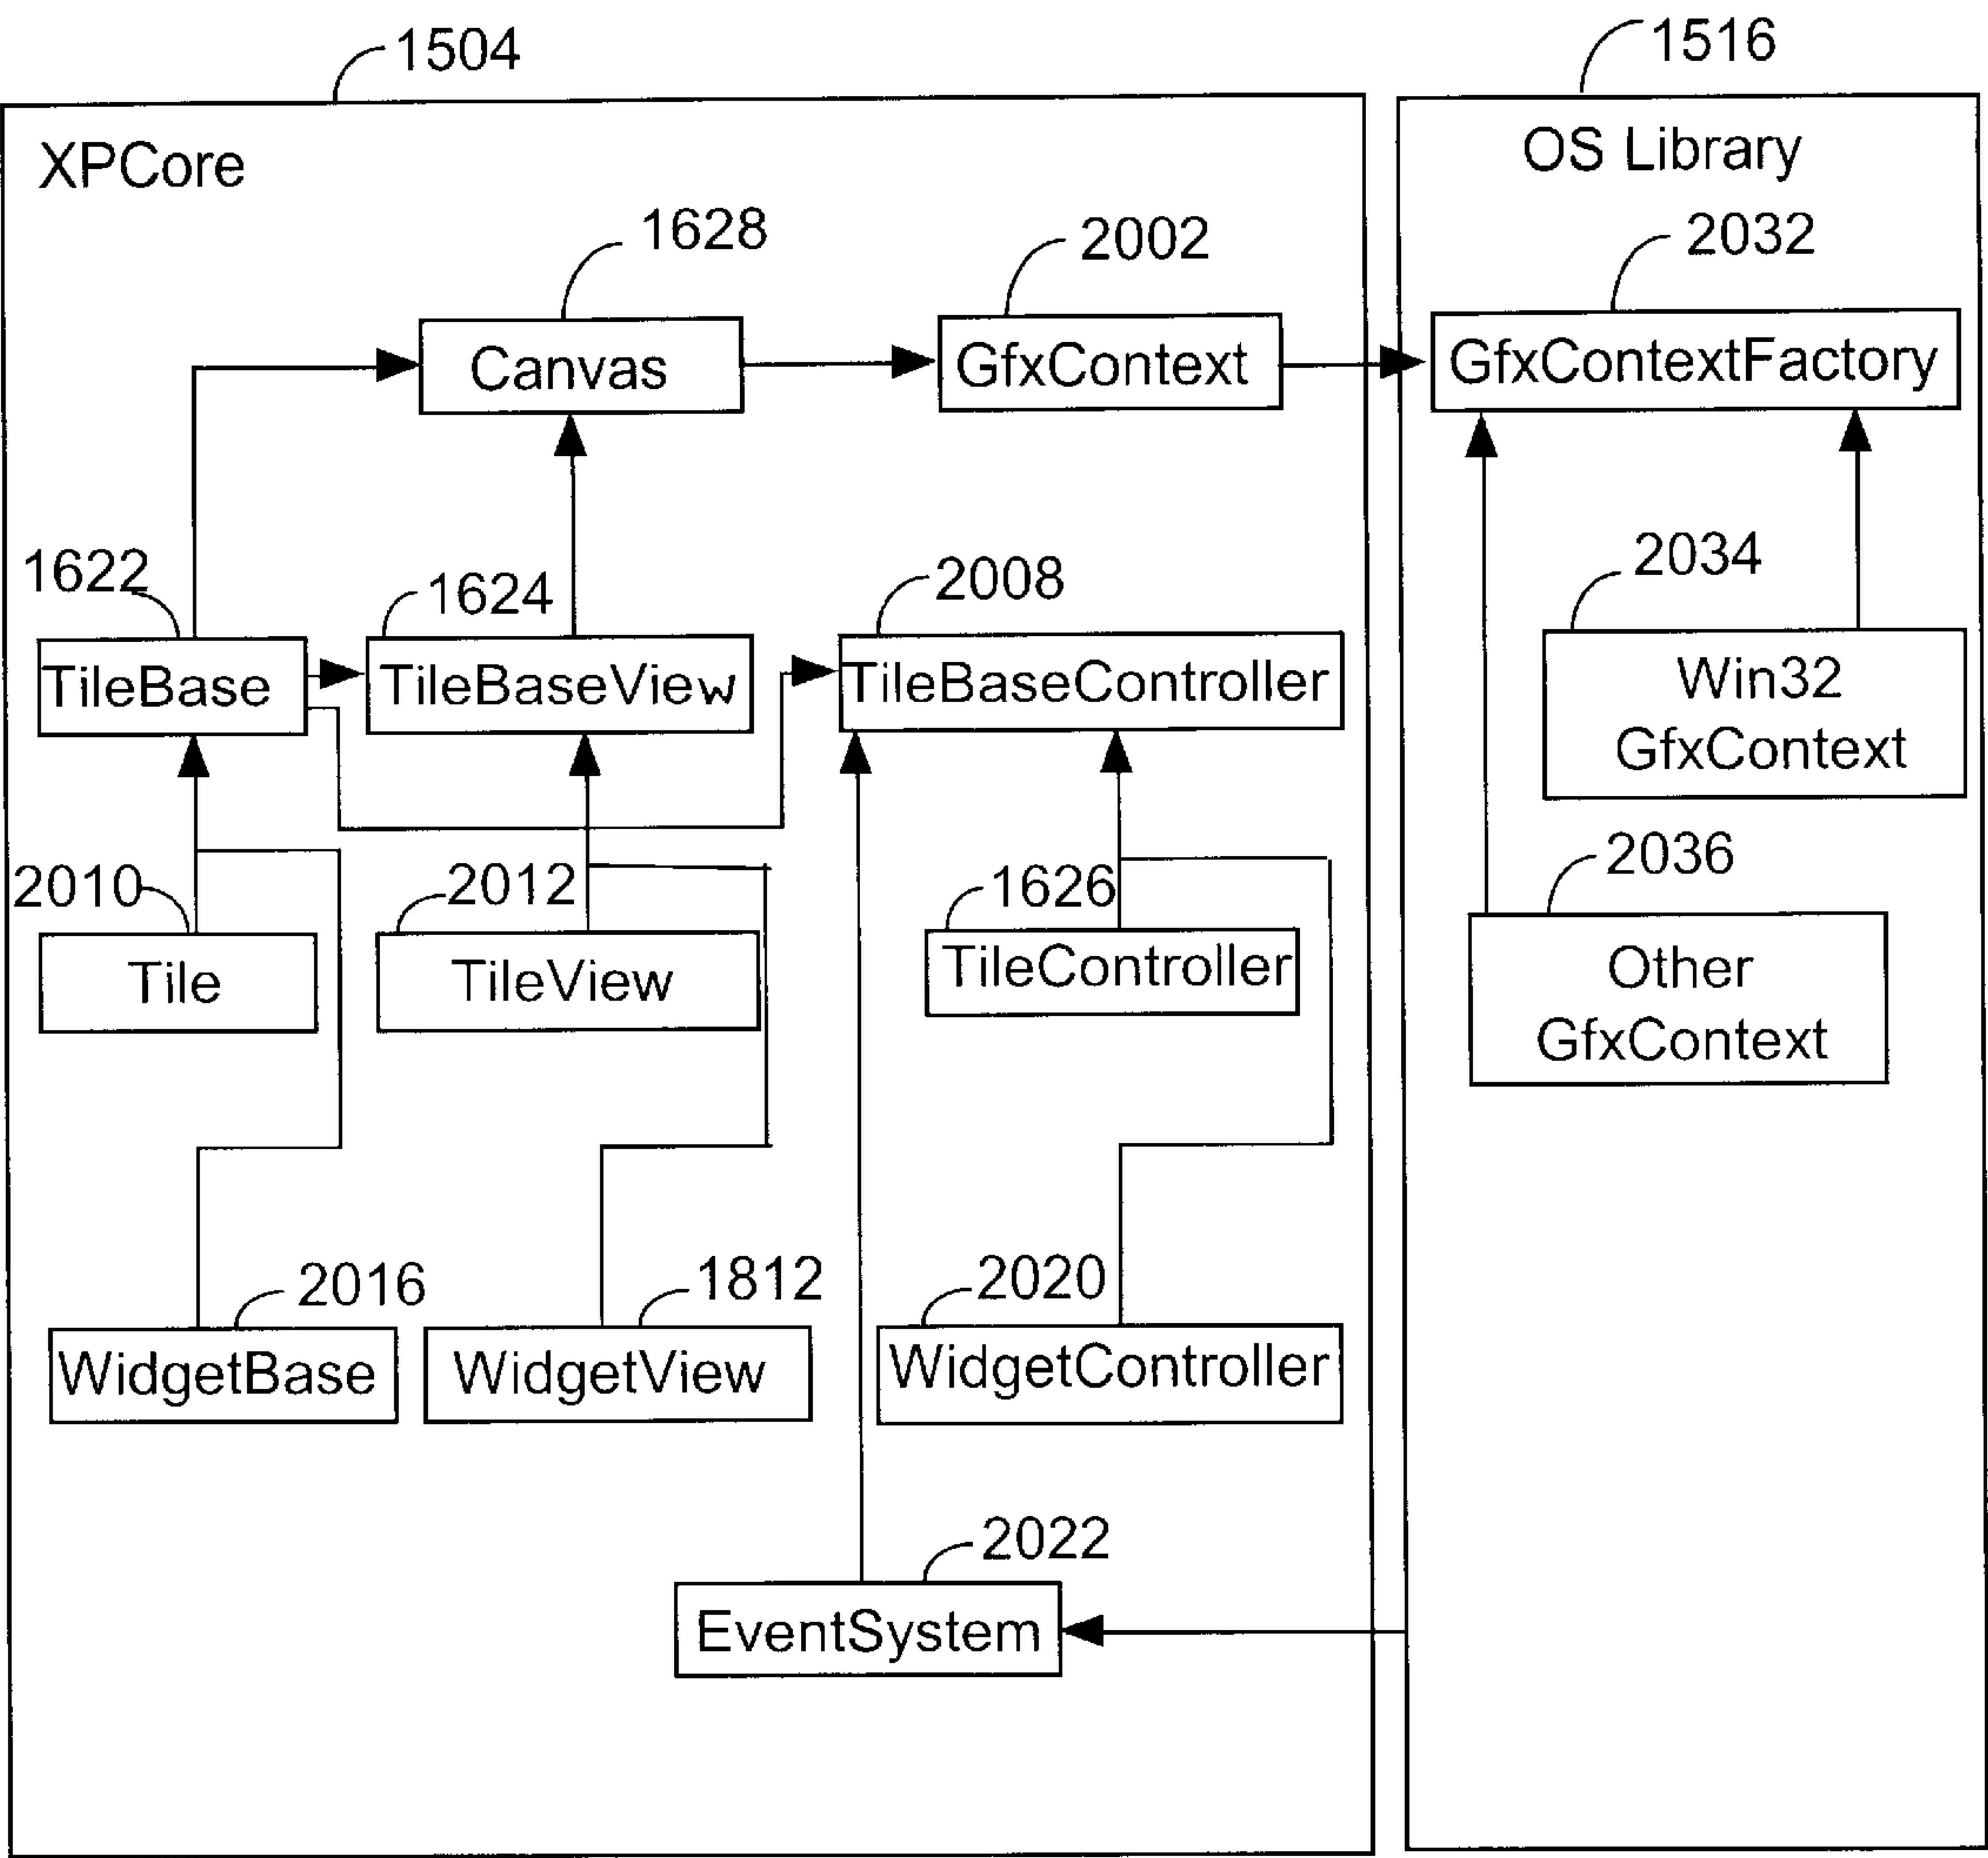 1504
1516
XPCore
OS Library
1628
2002
2032
Canvas
GfxContext
GfxContextFactory
1622
1624
2008
2034
TileBase
TileBaseView
TileBaseController
Win32
GfxContext
2010
2012
1626
2036
Tile
TileView
TileController
Other
GfxContext
2016
1812
2020
WidgetBase
WidgetView
WidgetController
2022
EventSystem